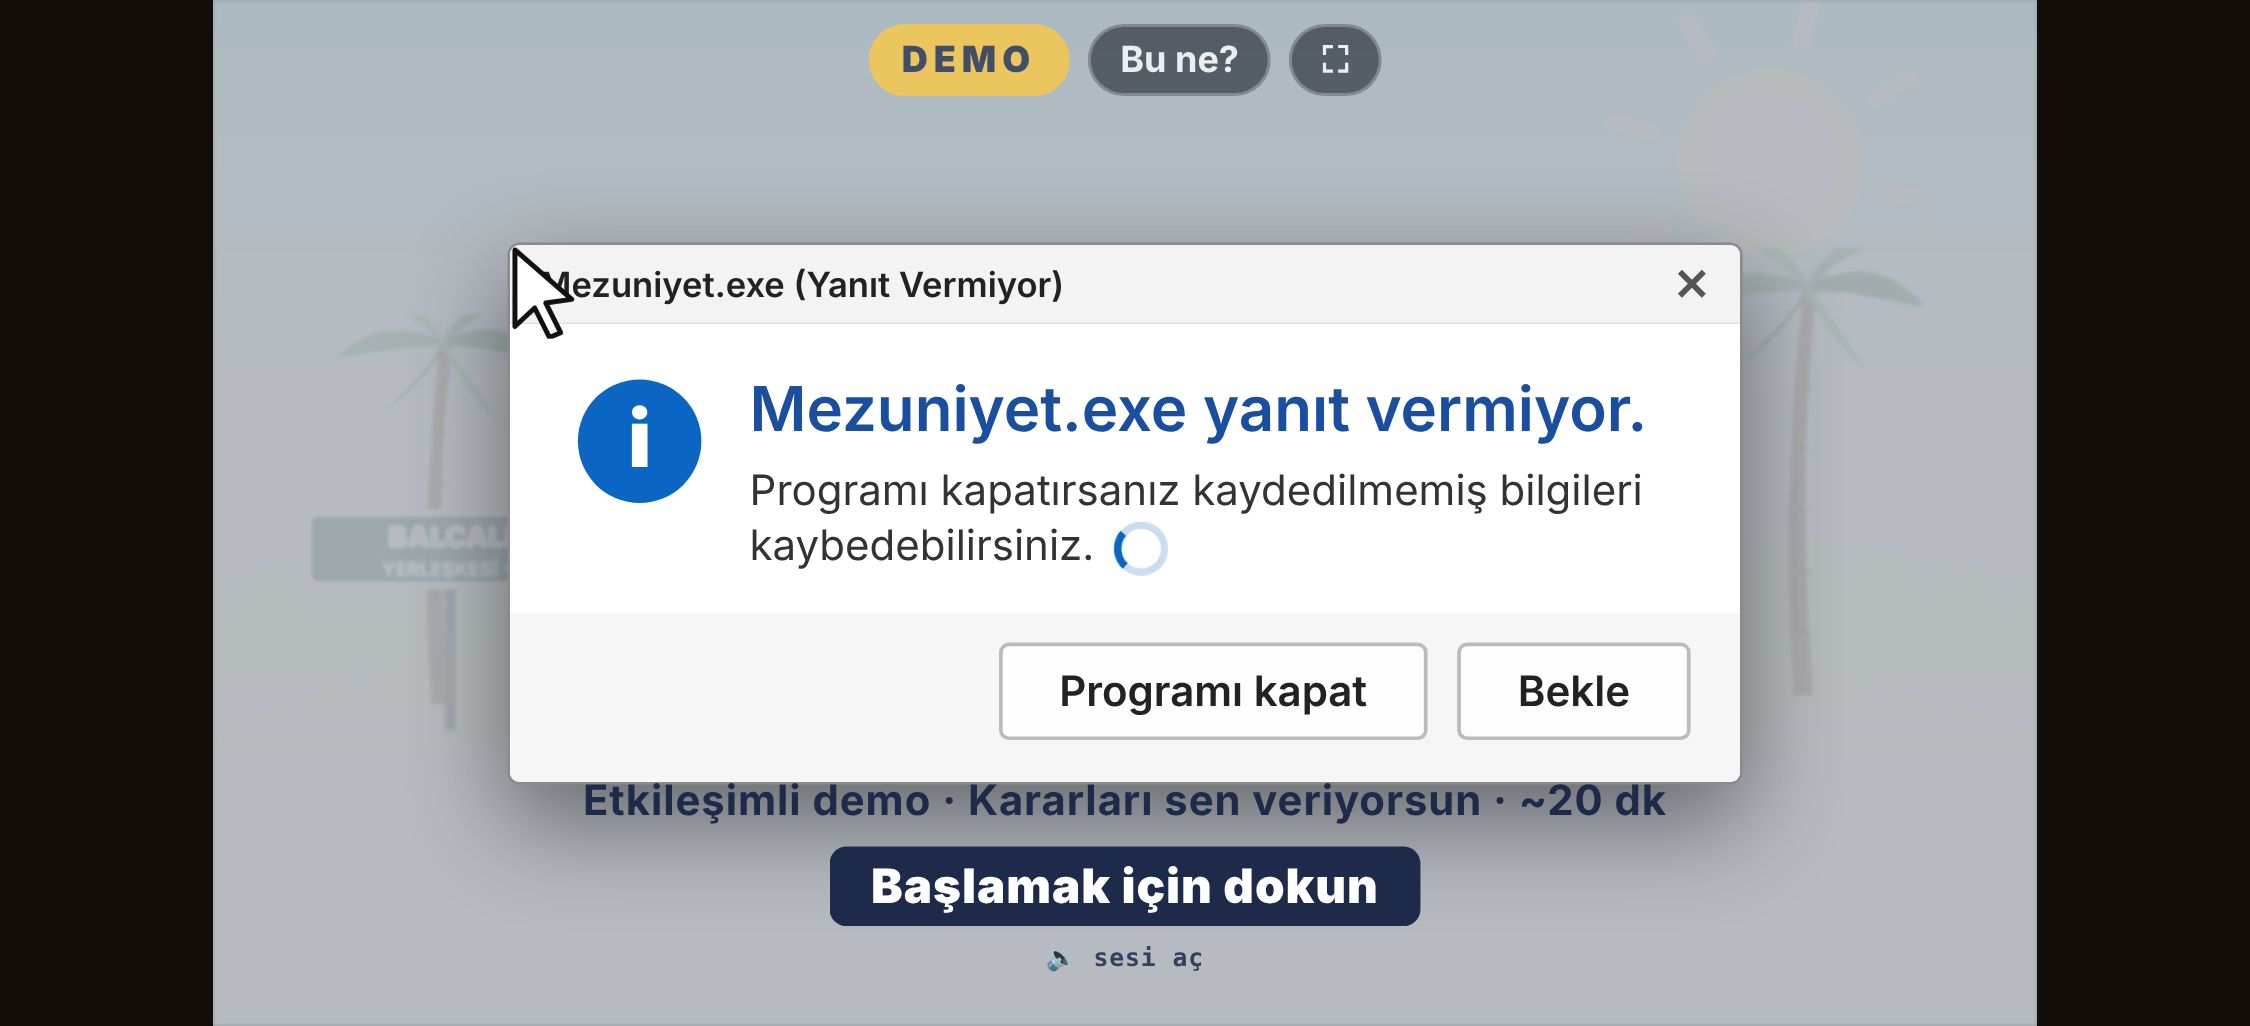 DEMO
Bu ne?
Mezuniyet.exe (Yanıt Vermiyor)
Mezuniyet.exe yanıt vermiyor.
Programı kapatırsanız kaydedilmemiş bilgileri
kaybedebilirsiniz.
YERLEŞKESİ
Programı kapat
Bekle
Etkileşimli demo · Kararları sen veriyorsun · ~20 dk
Başlamak için dokun
sesi aç